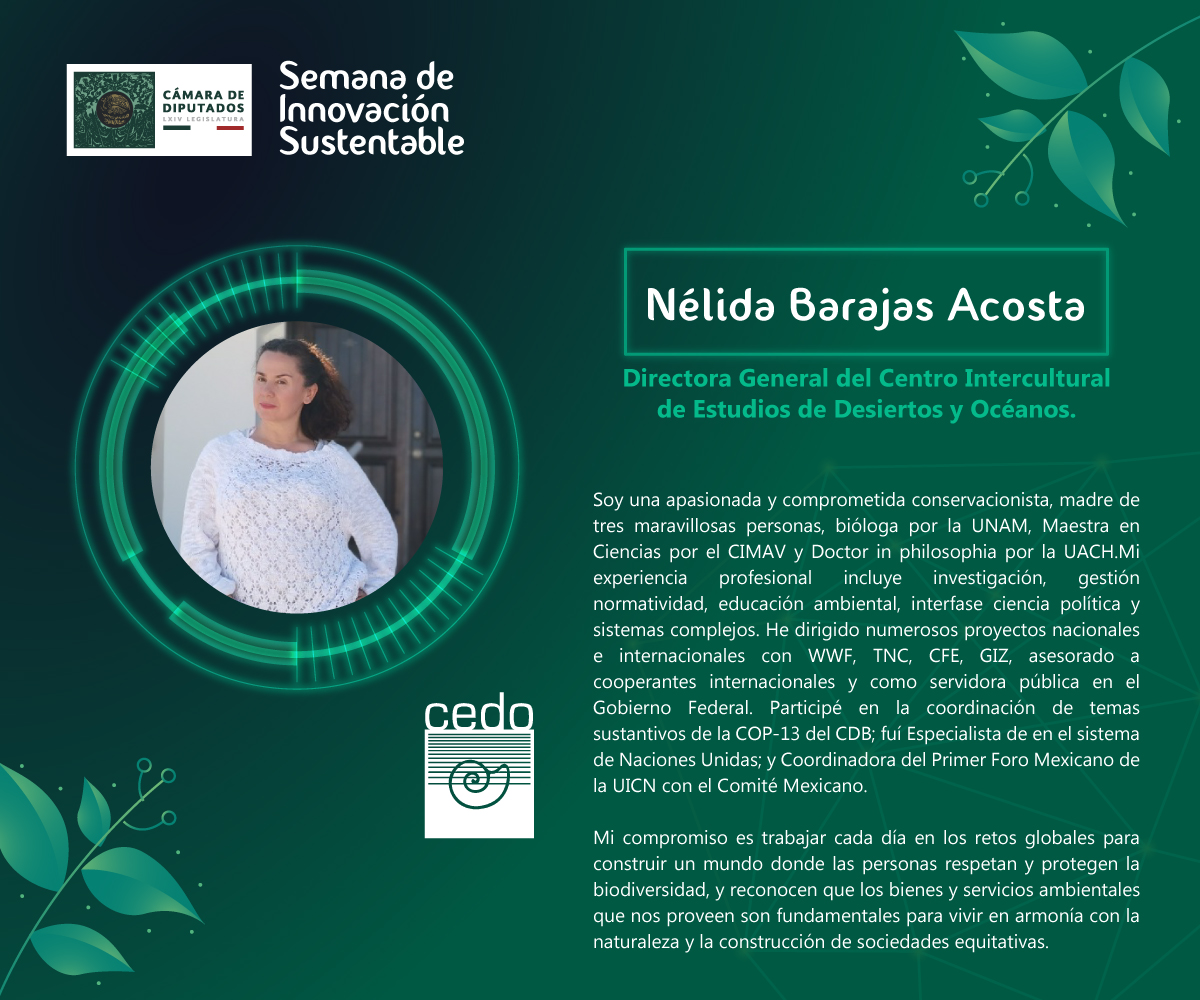 CÁMARA DE
DIPUTADOS
LXIV LEGISLATURA
Semana de
Innovación
Sustentable
Nélida Barajas Acosta
Directora General del Centro Intercultural
de Estudios de Desiertos y Océanos.
Soy una apasionada y comprometida conservacionista, madre de
tres maravillosas personas, bióloga por la UNAM, Maestra en
Ciencias por el CIMAV y Doctor in philosophia por la UACH.Mi
experiencia profesional incluye investigación, gestión
normatividad, educación ambiental, interfase ciencia política y
sistemas complejos. He dirigido numerosos proyectos nacionales
e internacionales con WWF, TNC, CFE, GIZ, asesorado a
cooperantes internacionales y como servidora pública en el
Gobierno Federal. Participé en la coordinación de temas
sustantivos de la COP-13 del CDB; fuí Especialista de en el sistema
de Naciones Unidas; y Coordinadora del Primer Foro Mexicano de
la UICN con el Comité Mexicano.
Mi compromiso es trabajar cada día en los retos globales para
construir un mundo donde las personas respetan y protegen la
biodiversidad, y reconocen que los bienes y servicios ambientales
que nos proveen son fundamentales para vivir en armonía con la
naturaleza y la construcción de sociedades equitativas.
cedo